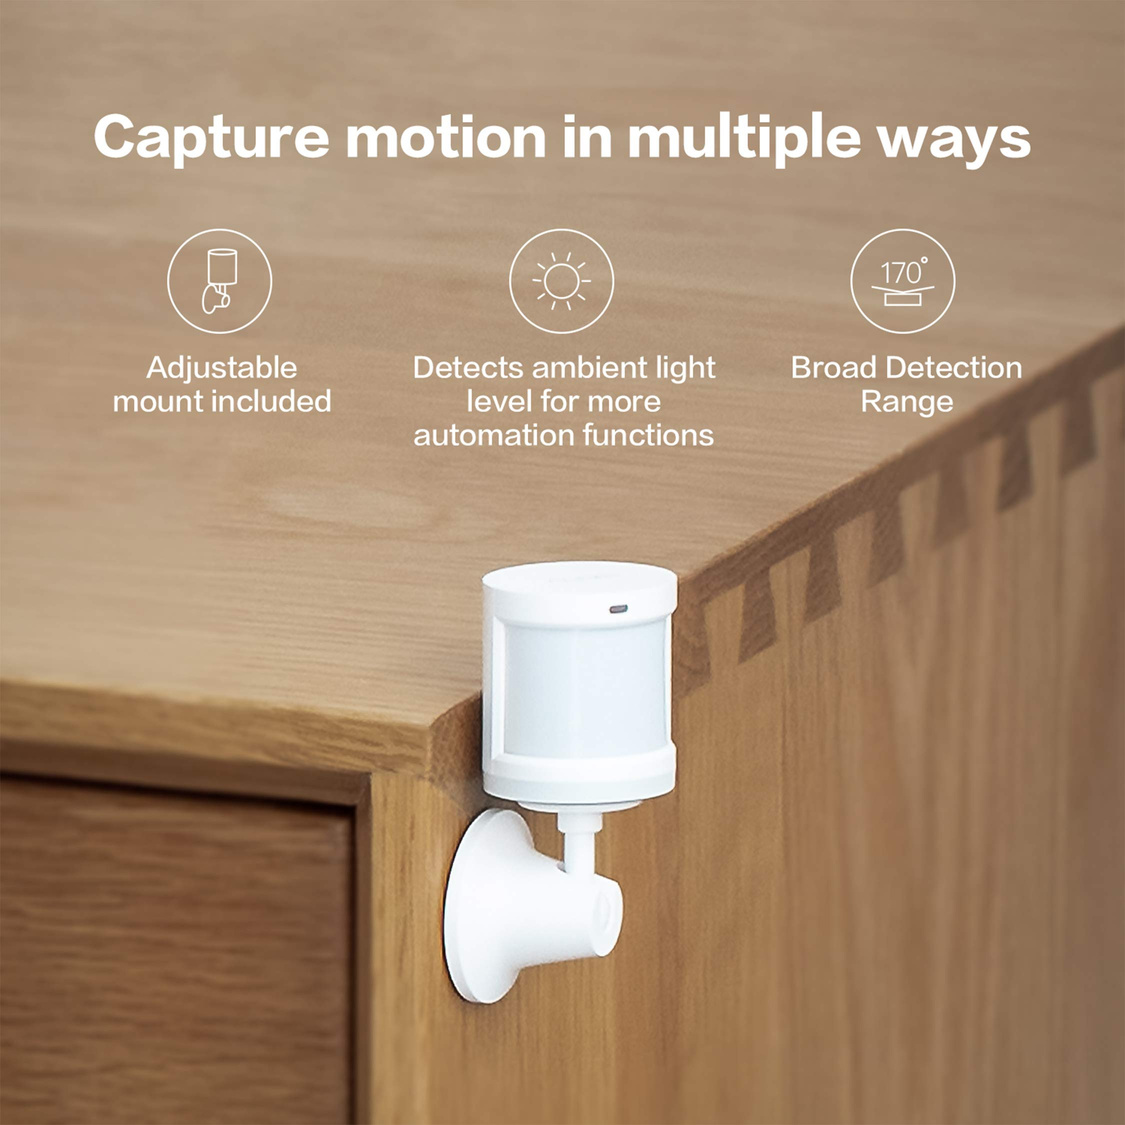 Capture motion in multiple ways
170°
Adjustable
mount included
Detects ambient light
level for more
automation functions
Broad Detection
Range